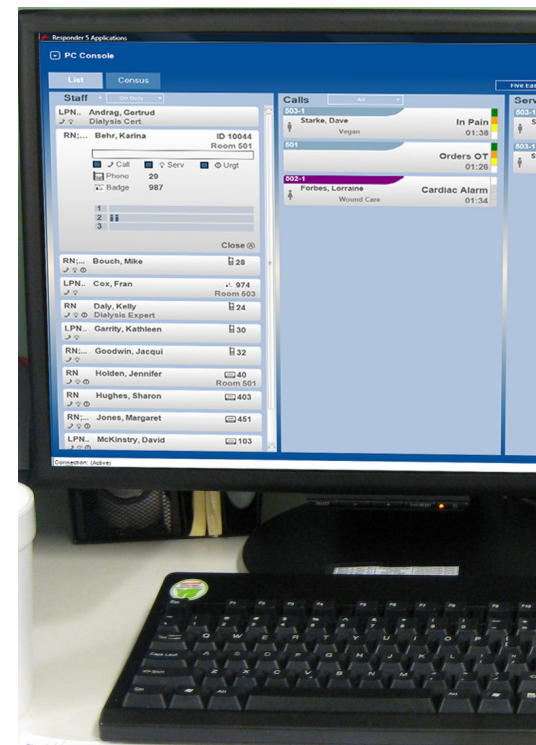 Responder 5 Applications
PC Console
List Census
Five Eas
Staff On Duty
LPN.. Andrag, Gertrud
Dialysis Cert
RN;... Behr, Karina ID 10044
Room 501
Call Serv Urgt
Phone 29
Badge 987
1
2
3
Close
RN;... Bouch, Mike 28
LPN.. Cox, Fran 974
Room 503
RN Daly, Kelly 24
Dialysis Expert
LPN.. Garrity, Kathleen 30
RN;... Goodwin, Jacqui 32
RN Holden, Jennifer 40
Room 501
RN Hughes, Sharon 403
RN;... Jones, Margaret 451
LPN.. McKinstry, David 103
Connection: (Active)
Calls All
503-1
Starke, Dave In Pain
Vegan 01:38
501
Orders OT
01:26
502-1
Forbes, Lorraine Cardiac Alarm
Wound Care 01:34
Serv
503-1
S
503-1
S
Q W E R T Y U I O P
A S D F G H J K L
Z X C V B N M